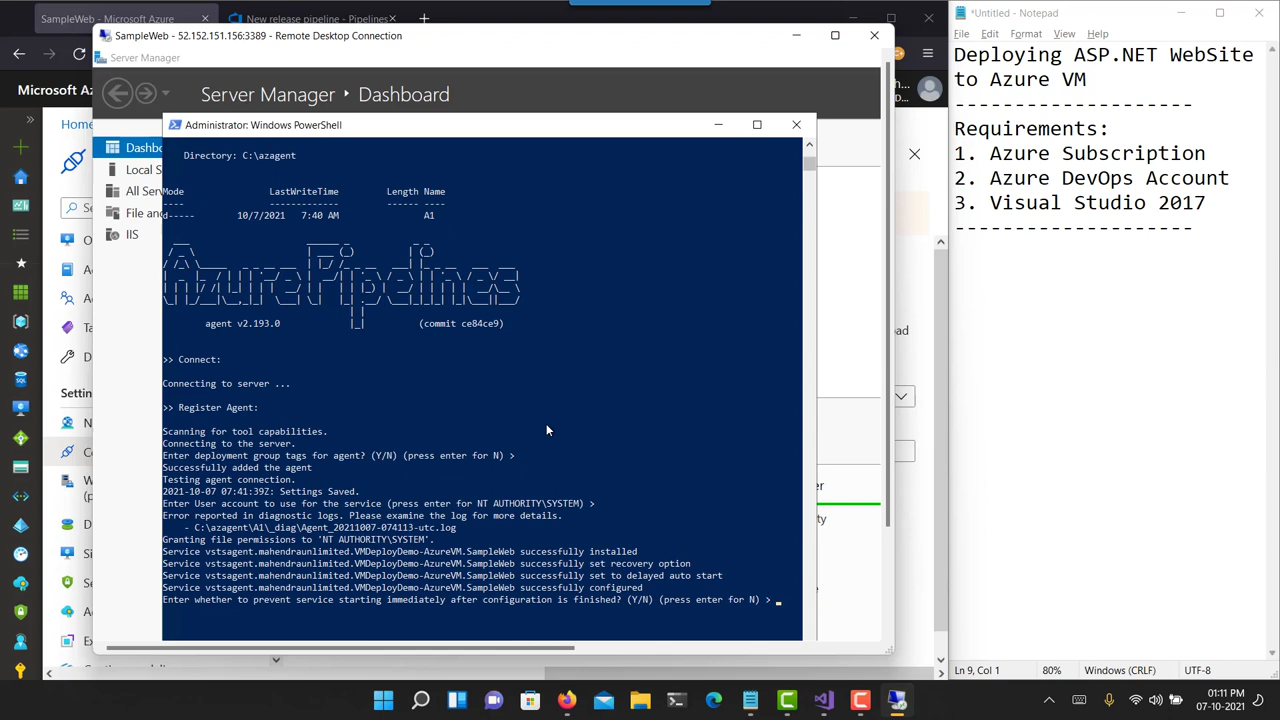 SampleWeb - Microsoft Azure
New release pipeline - Pipelines
SampleWeb - 52.152.151.156:3389 - Remote Desktop Connection
Server Manager
Server Manager • Dashboard
Microsoft Az
Home
Dashbo
Local S
All Serv
File and
IIS
Settin
Administrator: Windows PowerShell
Directory: C:\azagent
Mode LastWriteTime Length Name
---- ------------- ------ ----
d----- 10/7/2021 7:40 AM A1
Azure Pipelines
agent v2.193.0 (commit ce84ce9)
>> Connect:
Connecting to server ...
>> Register Agent:
Scanning for tool capabilities.
Connecting to the server.
Enter deployment group tags for agent? (Y/N) (press enter for N) >
Successfully added the agent
Testing agent connection.
2021-10-07 07:41:39Z: Settings Saved.
Enter User account to use for the service (press enter for NT AUTHORITY\SYSTEM) >
Error reported in diagnostic logs. Please examine the log for more details.
- C:\azagent\A1\_diag\Agent_20211007-074113-utc.log
Granting file permissions to 'NT AUTHORITY\SYSTEM'.
Service vstsagent.mahendraunlimited.VMDeployDemo-AzureVM.SampleWeb successfully installed
Service vstsagent.mahendraunlimited.VMDeployDemo-AzureVM.SampleWeb successfully set recovery option
Service vstsagent.mahendraunlimited.VMDeployDemo-AzureVM.SampleWeb successfully set to delayed auto start
Service vstsagent.mahendraunlimited.VMDeployDemo-AzureVM.SampleWeb successfully configured
Enter whether to prevent service starting immediately after configuration is finished? (Y/N) (press enter for N) >
*Untitled - Notepad
File Edit Format View Help
Deploying ASP.NET WebSite
to Azure VM
--------------------
Requirements:
1. Azure Subscription
2. Azure DevOps Account
3. Visual Studio 2017
--------------------
Ln 9, Col 1 80% Windows (CRLF) UTF-8
01:11 PM
07-10-2021